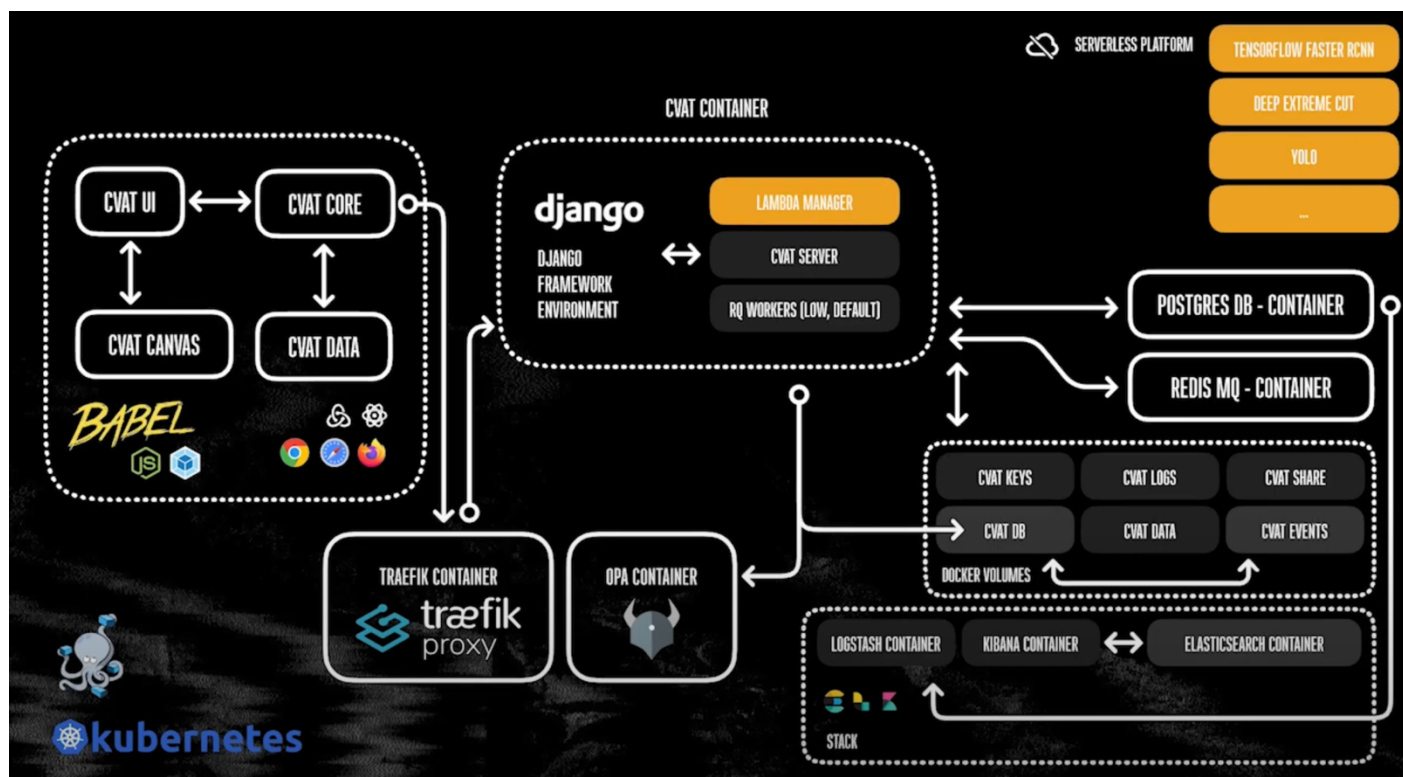 SERVERLESS PLATFORM
TENSORFLOW FASTER RCNN
DEEP EXTREME CUT
YOLO
...
CVAT CONTAINER
CVAT UI
CVAT CORE
CVAT CANVAS
CVAT DATA
BABEL
JS
django
DJANGO
FRAMEWORK
ENVIRONMENT
LAMBDA MANAGER
CVAT SERVER
RQ WORKERS (LOW, DEFAULT)
POSTGRES DB - CONTAINER
REDIS MQ - CONTAINER
CVAT KEYS
CVAT LOGS
CVAT SHARE
CVAT DB
CVAT DATA
CVAT EVENTS
DOCKER VOLUMES
TRAEFIK CONTAINER
træfik
proxy
OPA CONTAINER
LOGSTASH CONTAINER
KIBANA CONTAINER
ELASTICSEARCH CONTAINER
STACK
kubernetes